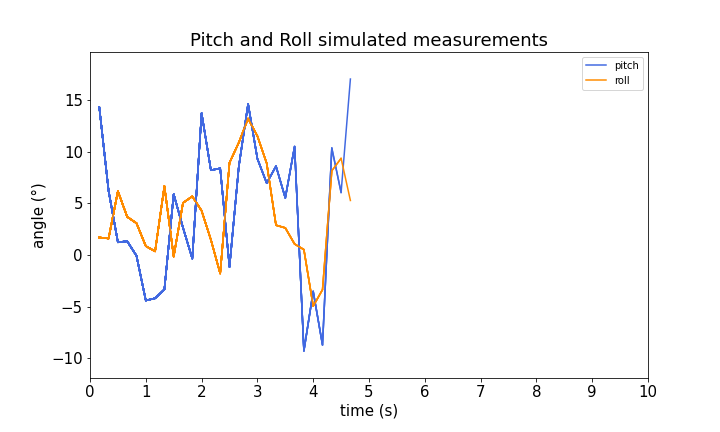 Pitch and Roll simulated measurements
pitch
roll
15
10
5
0
−5
−10
angle (°)
0 1 2 3 4 5 6 7 8 9 10
time (s)